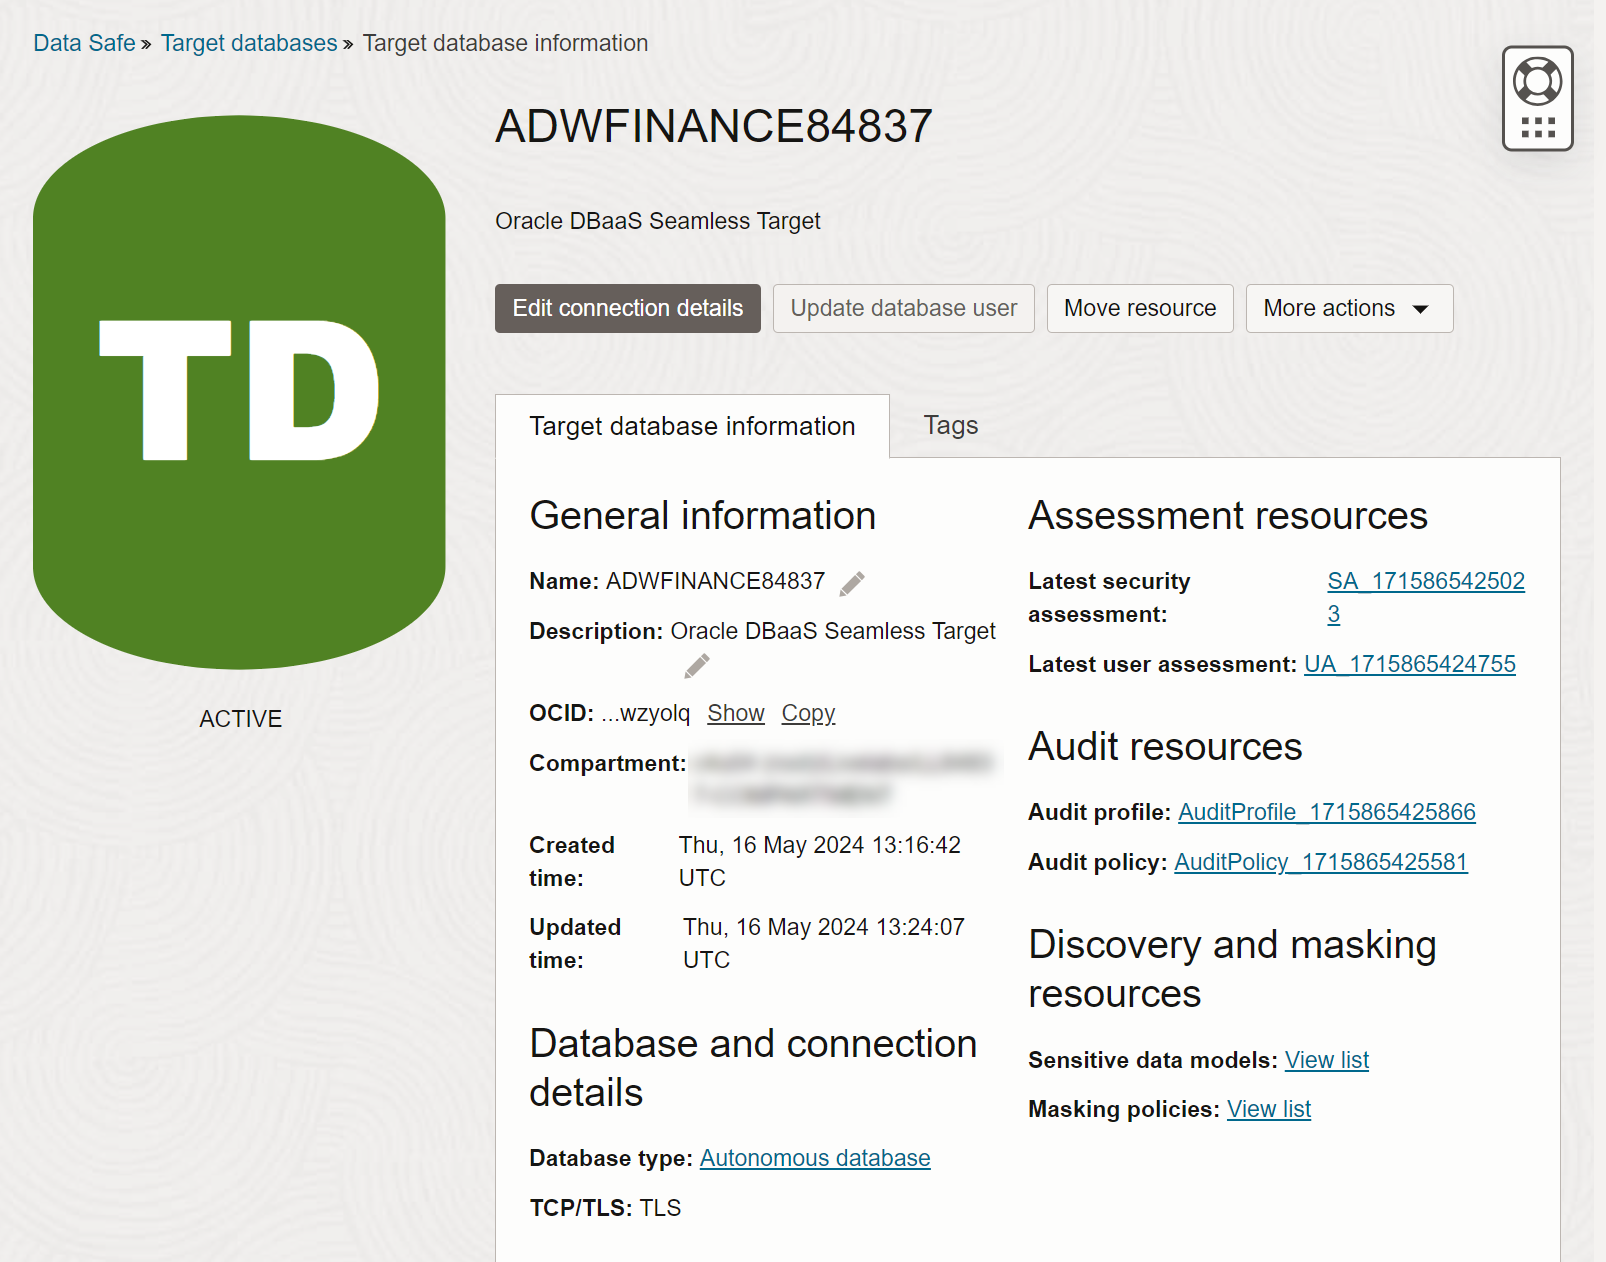 Data Safe » Target databases » Target database information
ADWFINANCE84837
Oracle DBaaS Seamless Target
Edit connection details Update database user Move resource More actions
TD
ACTIVE
Target database information Tags
General information
Name: ADWFINANCE84837
Description: Oracle DBaaS Seamless Target
OCID: ...wzyolq Show Copy
Compartment:
Created time: Thu, 16 May 2024 13:16:42
UTC
Updated time: Thu, 16 May 2024 13:24:07
UTC
Database and connection
details
Database type: Autonomous database
TCP/TLS: TLS
Assessment resources
Latest security assessment: SA_171586542502
3
Latest user assessment: UA_1715865424755
Audit resources
Audit profile: AuditProfile_1715865425866
Audit policy: AuditPolicy_1715865425581
Discovery and masking
resources
Sensitive data models: View list
Masking policies: View list